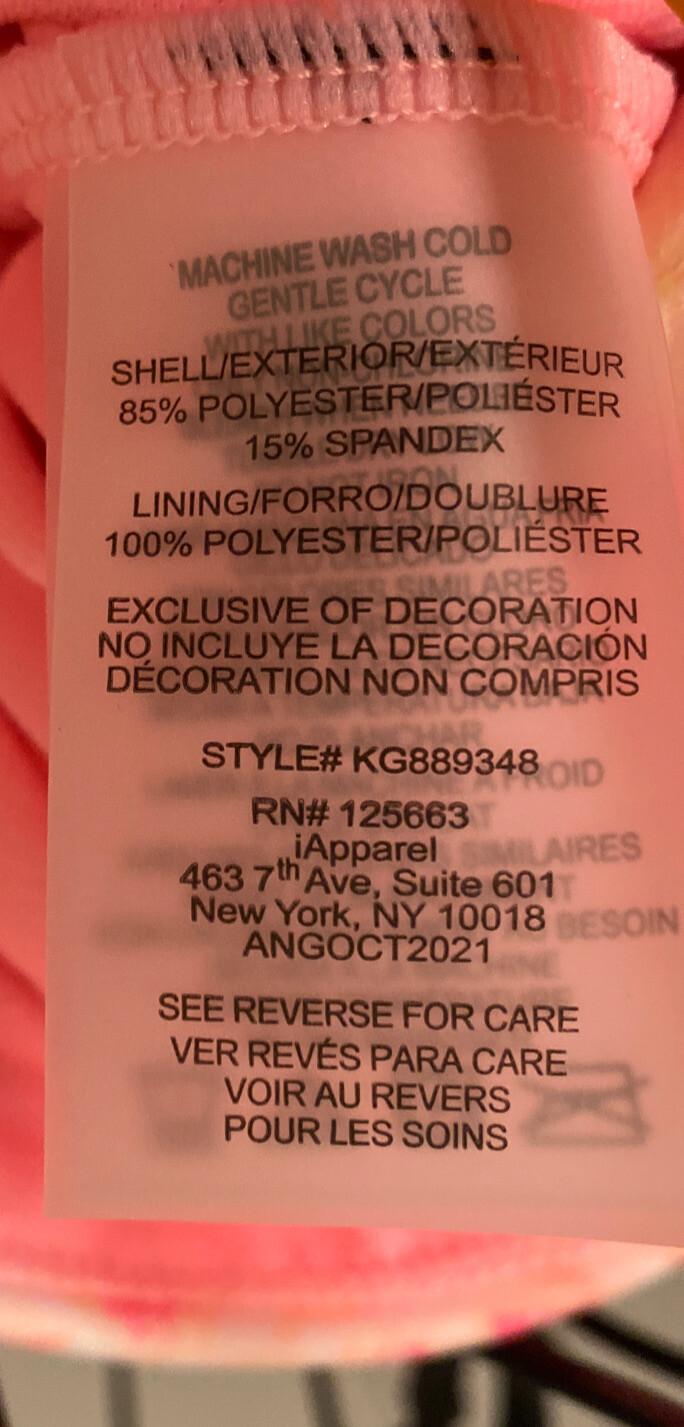 MACHINE WASH COLD
GENTLE CYCLE
WITH LIKE COLORS
SHELL/EXTERIOR/EXTÉRIEUR
85% POLYESTER/POLIÉSTER
15% SPANDEX
LINING/FORRO/DOUBLURE
100% POLYESTER/POLIÉSTER
SIMILARES
EXCLUSIVE OF DECORATION
NO INCLUYE LA DECORACIÓN
DÉCORATION NON COMPRIS
STYLE# KG889348
RN# 125663
iApparel
SIMILAIRES
463 7th Ave, Suite 601
New York, NY 10018
BESOIN
ANGOCT2021
SEE REVERSE FOR CARE
VER REVÉS PARA CARE
VOIR AU REVERS
POUR LES SOINS